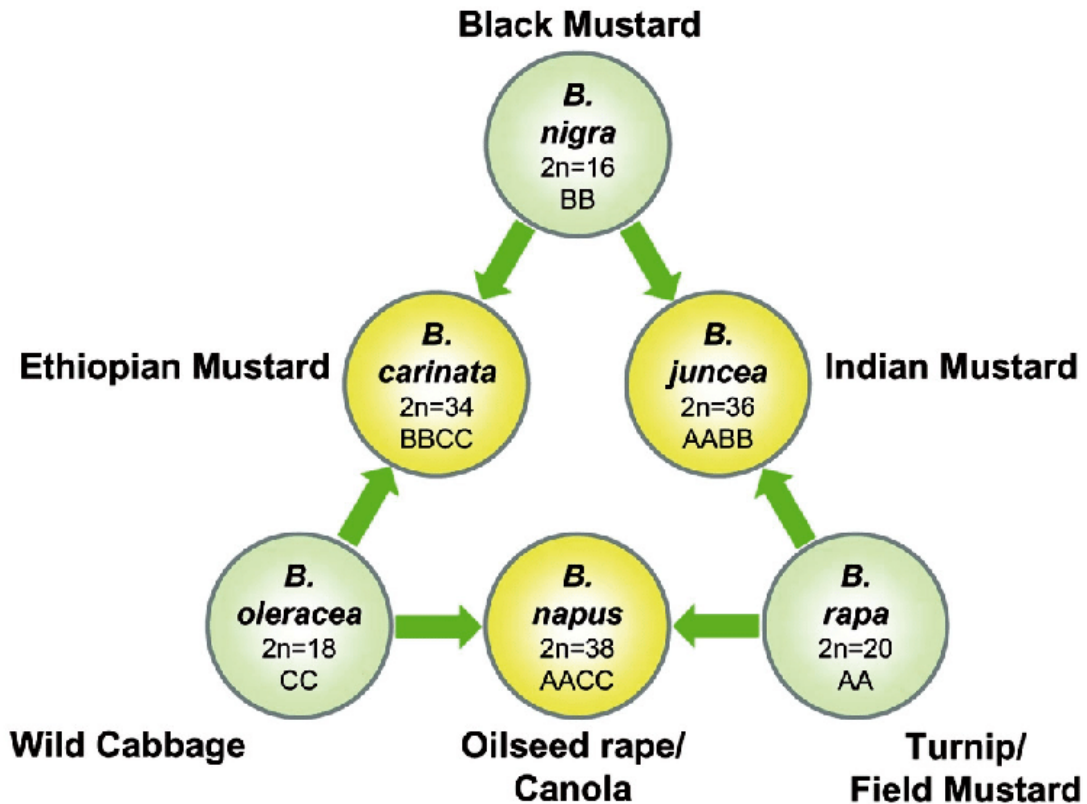 Black Mustard
B.
nigra
2n=16
BB
Ethiopian Mustard
B.
carinata
2n=34
BBCC
B.
juncea
2n=36
AABB
Indian Mustard
B.
oleracea
2n=18
CC
Wild Cabbage
B.
napus
2n=38
AACC
Oilseed rape/
Canola
B.
rapa
2n=20
AA
Turnip/
Field Mustard